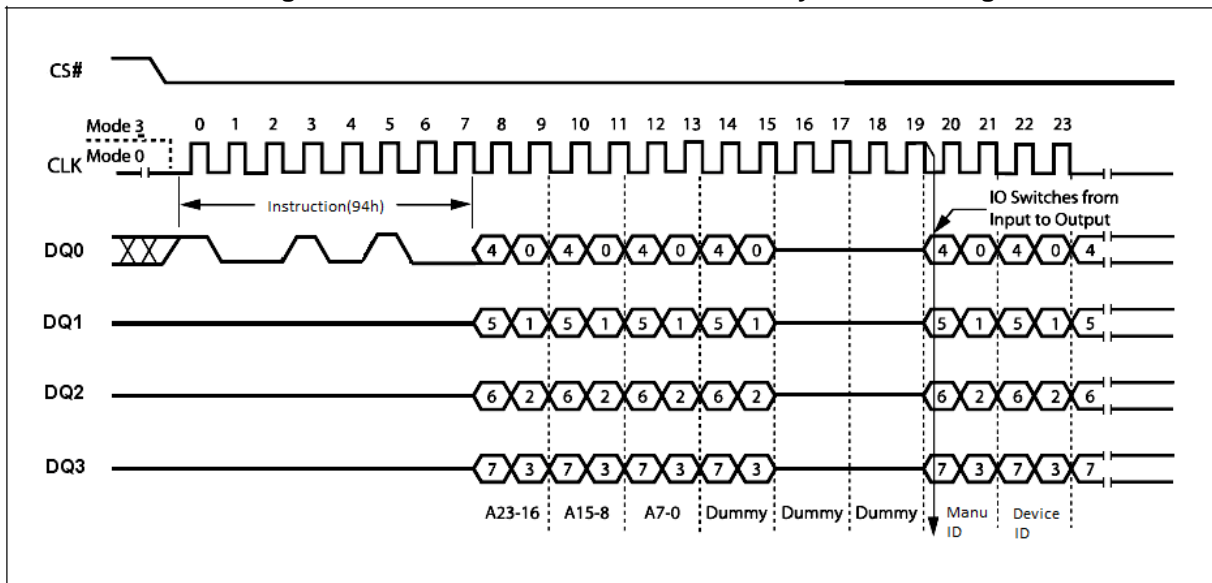 CS#
Mode 3
0 1 2 3 4 5 6 7 8 9 10 11 12 13 14 15 16 17 18 19 20 21 22 23
CLK Mode 0
Instruction(94h)
IO Switches from
Input to Output
DQ0 4 0 4 0 4 0 4 0 4 0 4 0 4
DQ1 5 1 5 1 5 1 5 1 5 1 5 1 5
DQ2 6 2 6 2 6 2 6 2 6 2 6 2 6
DQ3 7 3 7 3 7 3 7 3 7 3 7 3 7
A23-16 A15-8 A7-0 Dummy Dummy Dummy Manu Device
ID ID